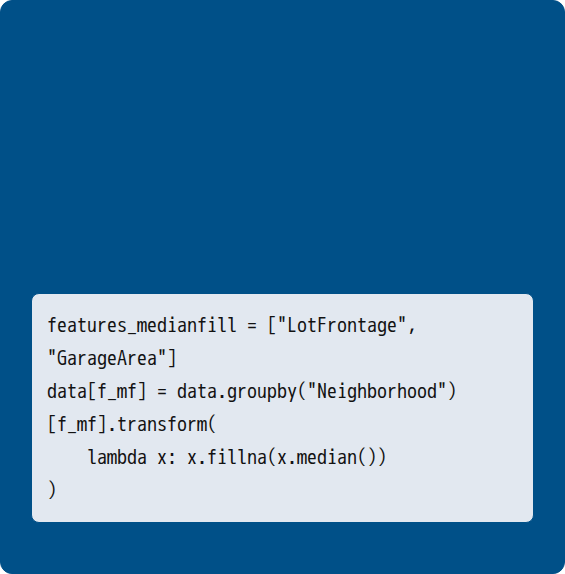 features_medianfill = ["LotFrontage",
"GarageArea"]
data[f_mf] = data.groupby("Neighborhood")
[f_mf].transform(
    lambda x: x.fillna(x.median())
)